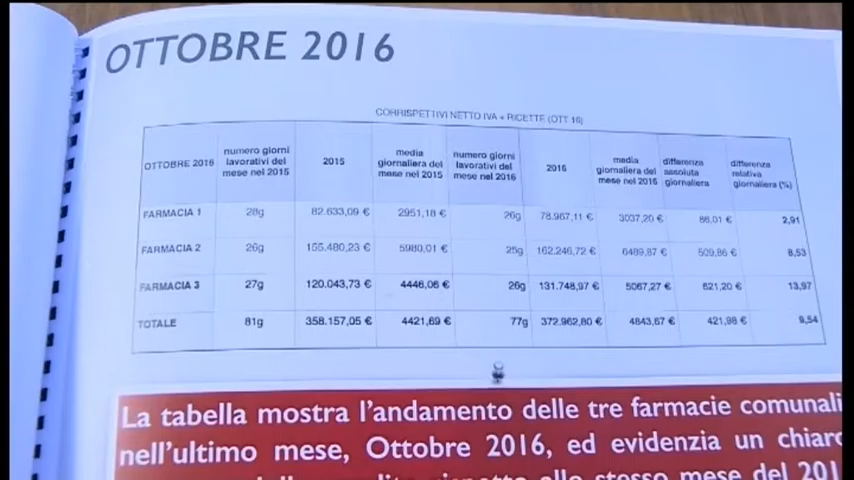 OTTOBRE 2016
CORRISPETTIVI NETTO IVA + RICETTE (OTT 16)
OTTOBRE 2016 numero giorni lavorativi del mese nel 2015 2015 media giornaliera del mese nel 2015 numero giorni lavorativi del mese nel 2016 2016 media giornaliera del mese nel 2016 differenza assoluta giornaliera differenza relativa giornaliera (%)
FARMACIA 1 28g 82.633,09 € 2951,18 € 26g 78.967,11 € 3037,20 € 86,01 € 2,91
FARMACIA 2 26g 155.480,23 € 5980,01 € 25g 162.246,72 € 6489,87 € 509,86 € 8,53
FARMACIA 3 27g 120.043,73 € 4446,06 € 26g 131.748,97 € 5067,27 € 621,20 € 13,97
TOTALE 81g 358.157,05 € 4421,69 € 77g 372.962,80 € 4843,67 € 421,98 € 9,54
La tabella mostra l'andamento delle tre farmacie comunali
nell'ultimo mese, Ottobre 2016, ed evidenzia un chiaro
rispetto allo stesso mese del 201